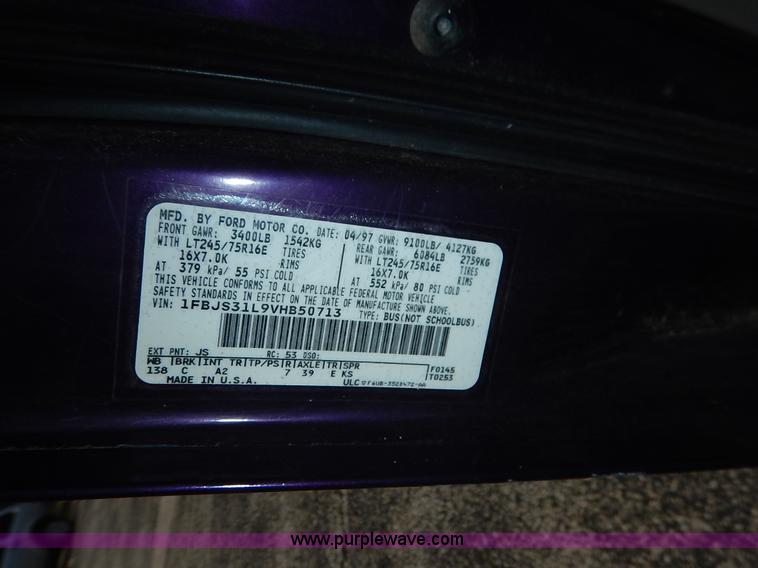 MFD. BY FORD MOTOR CO. DATE: 04/97 GVWR: 9100LB/ 4127KG
FRONT GAWR: 3400LB 1542KG REAR GAWR: 6084LB 2759KG
WITH LT245/75R16E TIRES WITH LT245/75R16E TIRES
16X7.0K RIMS 16X7.0K RIMS
AT 379 kPa/ 55 PSI COLD AT 552 kPa/ 80 PSI COLD
THIS VEHICLE CONFORMS TO ALL APPLICABLE FEDERAL MOTOR VEHICLE
SAFETY STANDARDS IN EFFECT ON THE DATE OF MANUFACTURE SHOWN ABOVE.
VIN: 1FBJS31L9VHB50713 TYPE: BUS(NOT SCHOOLBUS)
EXT PNT: JS RC: 53 DSO: F0145
WB BRK INT TR TP/PS R AXLE TR SPR T0253
138 C A2 7 39 E KS
MADE IN U.S.A. ULC
www.purplewave.com